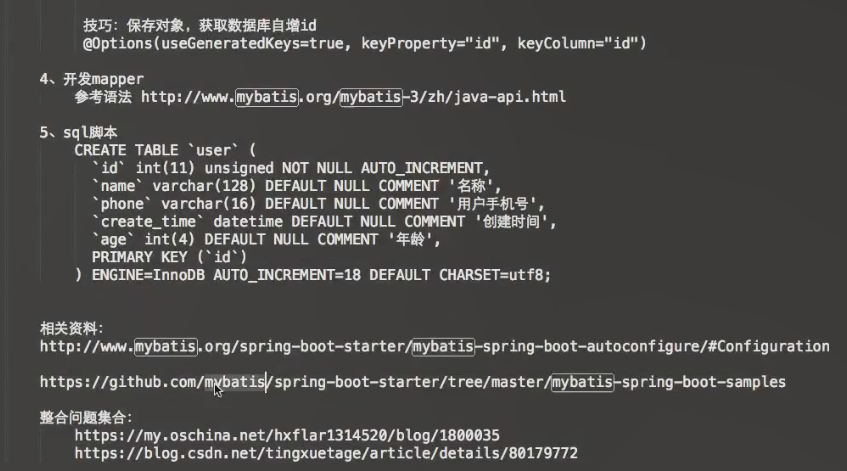 技巧：保存对象，获取数据库自增id
@Options(useGeneratedKeys=true, keyProperty="id", keyColumn="id")
4、开发mapper
参考语法 http://www.mybatis.org/mybatis-3/zh/java-api.html
5、sql脚本
CREATE TABLE `user` (
`id` int(11) unsigned NOT NULL AUTO_INCREMENT,
`name` varchar(128) DEFAULT NULL COMMENT '名称',
`phone` varchar(16) DEFAULT NULL COMMENT '用户手机号',
`create_time` datetime DEFAULT NULL COMMENT '创建时间',
`age` int(4) DEFAULT NULL COMMENT '年龄',
PRIMARY KEY (`id`)
) ENGINE=InnoDB AUTO_INCREMENT=18 DEFAULT CHARSET=utf8;
相关资料：
http://www.mybatis.org/spring-boot-starter/mybatis-spring-boot-autoconfigure/#Configuration
https://github.com/mybatis/spring-boot-starter/tree/master/mybatis-spring-boot-samples
整合问题集合：
https://my.oschina.net/hxflar1314520/blog/1800035
https://blog.csdn.net/tingxuetage/article/details/80179772